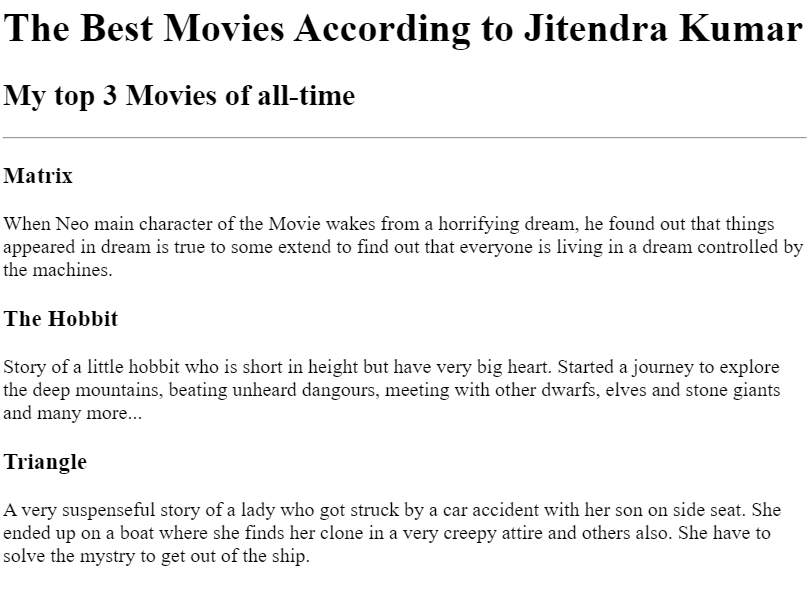 The Best Movies According to Jitendra Kumar
My top 3 Movies of all-time
Matrix
When Neo main character of the Movie wakes from a horrifying dream, he found out that things
appeared in dream is true to some extend to find out that everyone is living in a dream controlled by
the machines.
The Hobbit
Story of a little hobbit who is short in height but have very big heart. Started a journey to explore
the deep mountains, beating unheard dangours, meeting with other dwarfs, elves and stone giants
and many more...
Triangle
A very suspenseful story of a lady who got struck by a car accident with her son on side seat. She
ended up on a boat where she finds her clone in a very creepy attire and others also. She have to
solve the mystry to get out of the ship.